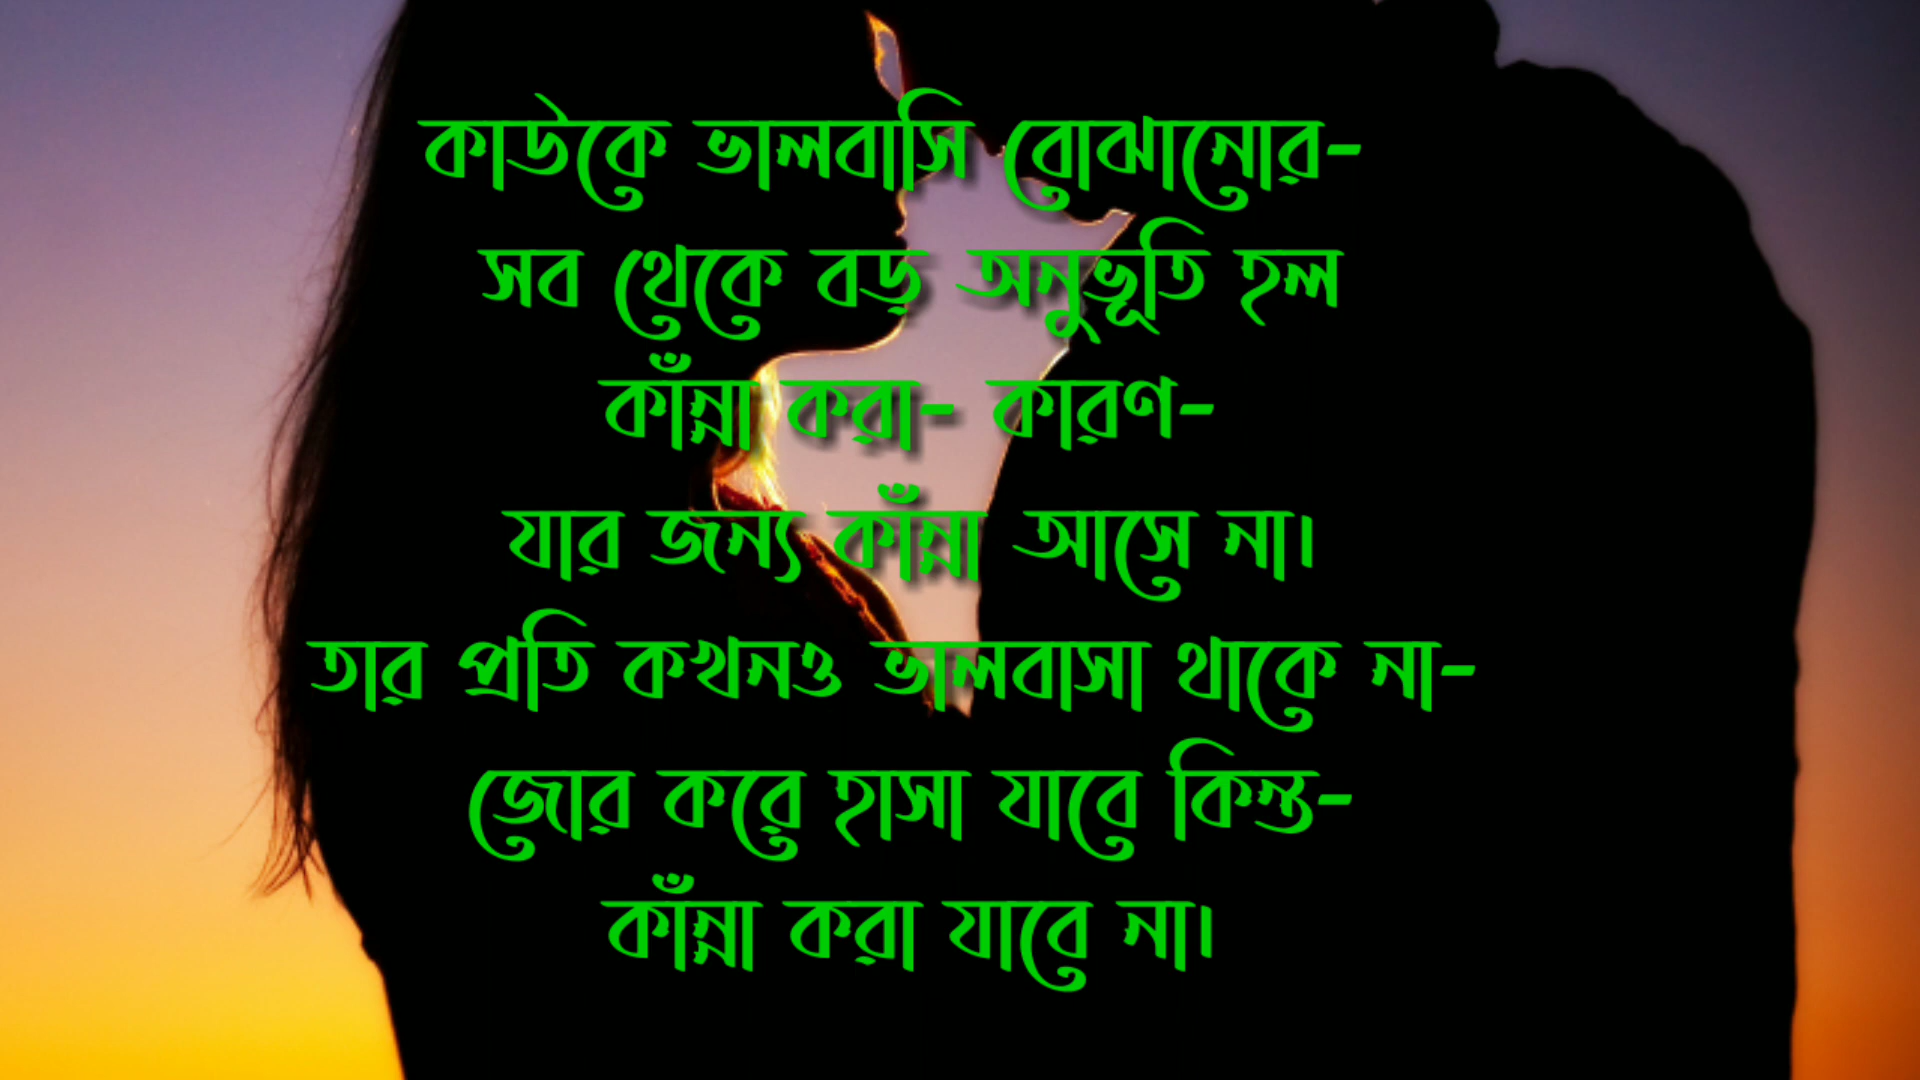 কাউকে ভালবাসি বোঝানোর-
সব থেকে বড় অনুভূতি হল
কাঁন্না করা- কারণ-
যার জন্য কাঁন্না আসে না।
তার প্রতি কখনও ভালবাসা থাকে না-
জোর করে হাসা যাবে কিন্ত-
কাঁন্না করা যাবে না।